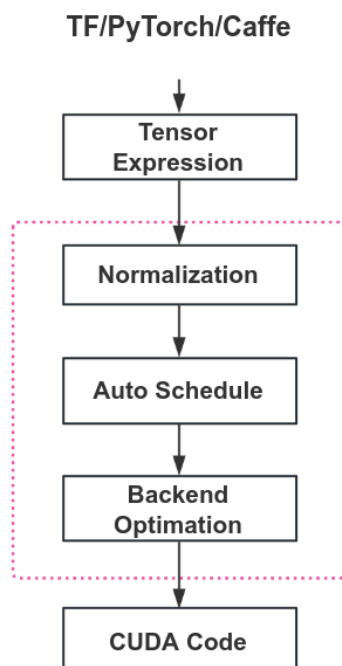 TF/PyTorch/Caffe
Tensor
Expression
Normalization
Auto Schedule
Backend
Optimation
CUDA Code